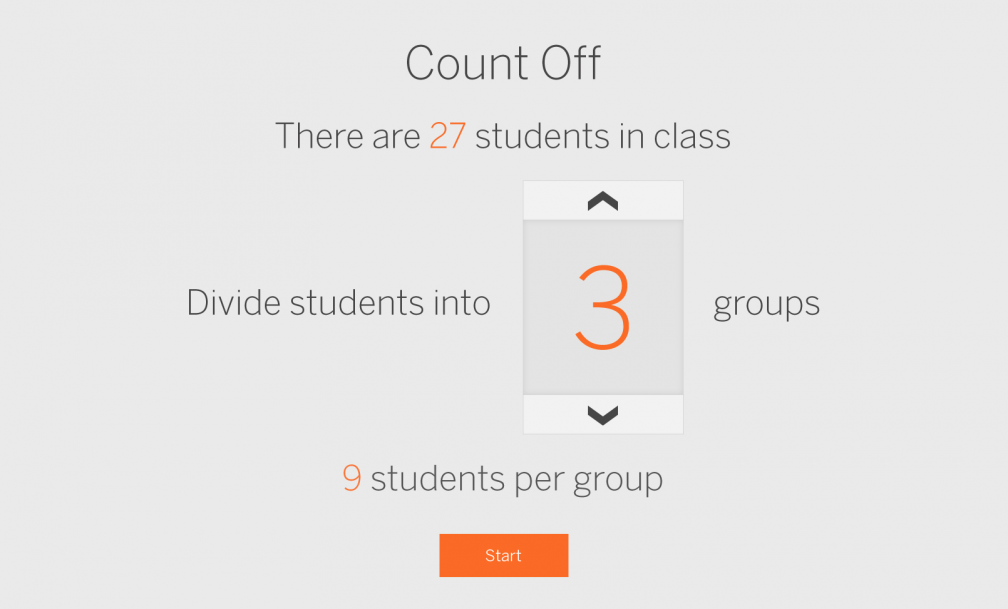 Count Off
There are 27 students in class
Divide students into 3 groups
9 students per group
Start